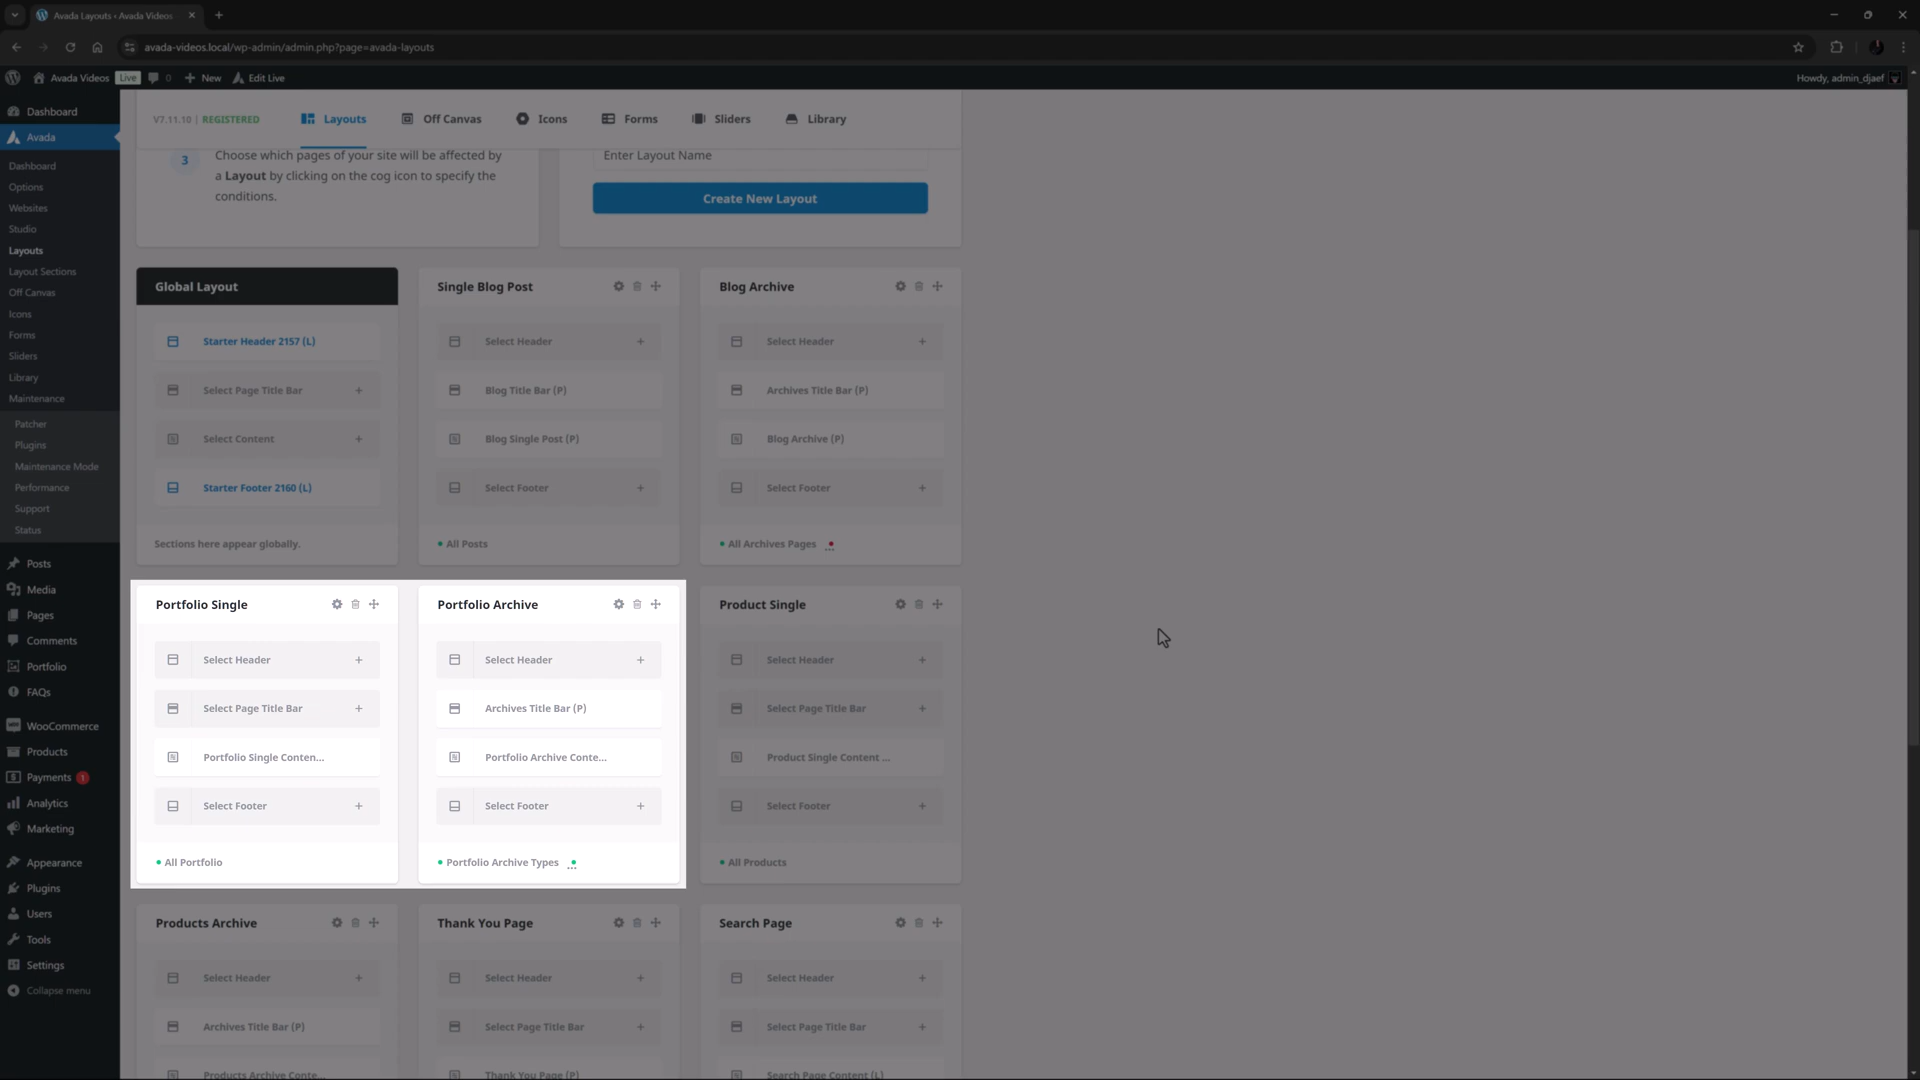 Avada Layouts ‹ Avada Videos
avada-videos.local/wp-admin/admin.php?page=avada-layouts
Avada Videos Live 0 New Edit Live
Howdy, admin_djaef
Dashboard
Avada
Dashboard
Options
Websites
Studio
Layouts
Layout Sections
Off Canvas
Icons
Forms
Sliders
Library
Maintenance
Patcher
Plugins
Maintenance Mode
Performance
Support
Status
Posts
Media
Pages
Comments
Portfolio
FAQs
WooCommerce
Products
Payments 1
Analytics
Marketing
Appearance
Plugins
Users
Tools
Settings
Collapse menu
V7.11.10 | REGISTERED
Layouts
Off Canvas
Icons
Forms
Sliders
Library
3
Choose which pages of your site will be affected by
a Layout by clicking on the cog icon to specify the
conditions.
Enter Layout Name
Create New Layout
Global Layout
Starter Header 2157 (L)
Select Page Title Bar +
Select Content +
Starter Footer 2160 (L)
Sections here appear globally.
Single Blog Post
Select Header +
Blog Title Bar (P)
Blog Single Post (P)
Select Footer +
All Posts
Blog Archive
Select Header +
Archives Title Bar (P)
Blog Archive (P)
Select Footer +
All Archives Pages ...
Portfolio Single
Select Header +
Select Page Title Bar +
Portfolio Single Conten...
Select Footer +
All Portfolio
Portfolio Archive
Select Header +
Archives Title Bar (P)
Portfolio Archive Conte...
Select Footer +
Portfolio Archive Types ...
Product Single
Select Header +
Select Page Title Bar +
Product Single Content ...
Select Footer +
All Products
Products Archive
Select Header +
Archives Title Bar (P)
Products Archive Conte...
Thank You Page
Select Header +
Select Page Title Bar +
Thank You Page (P)
Search Page
Select Header +
Select Page Title Bar +
Search Page Content (L)